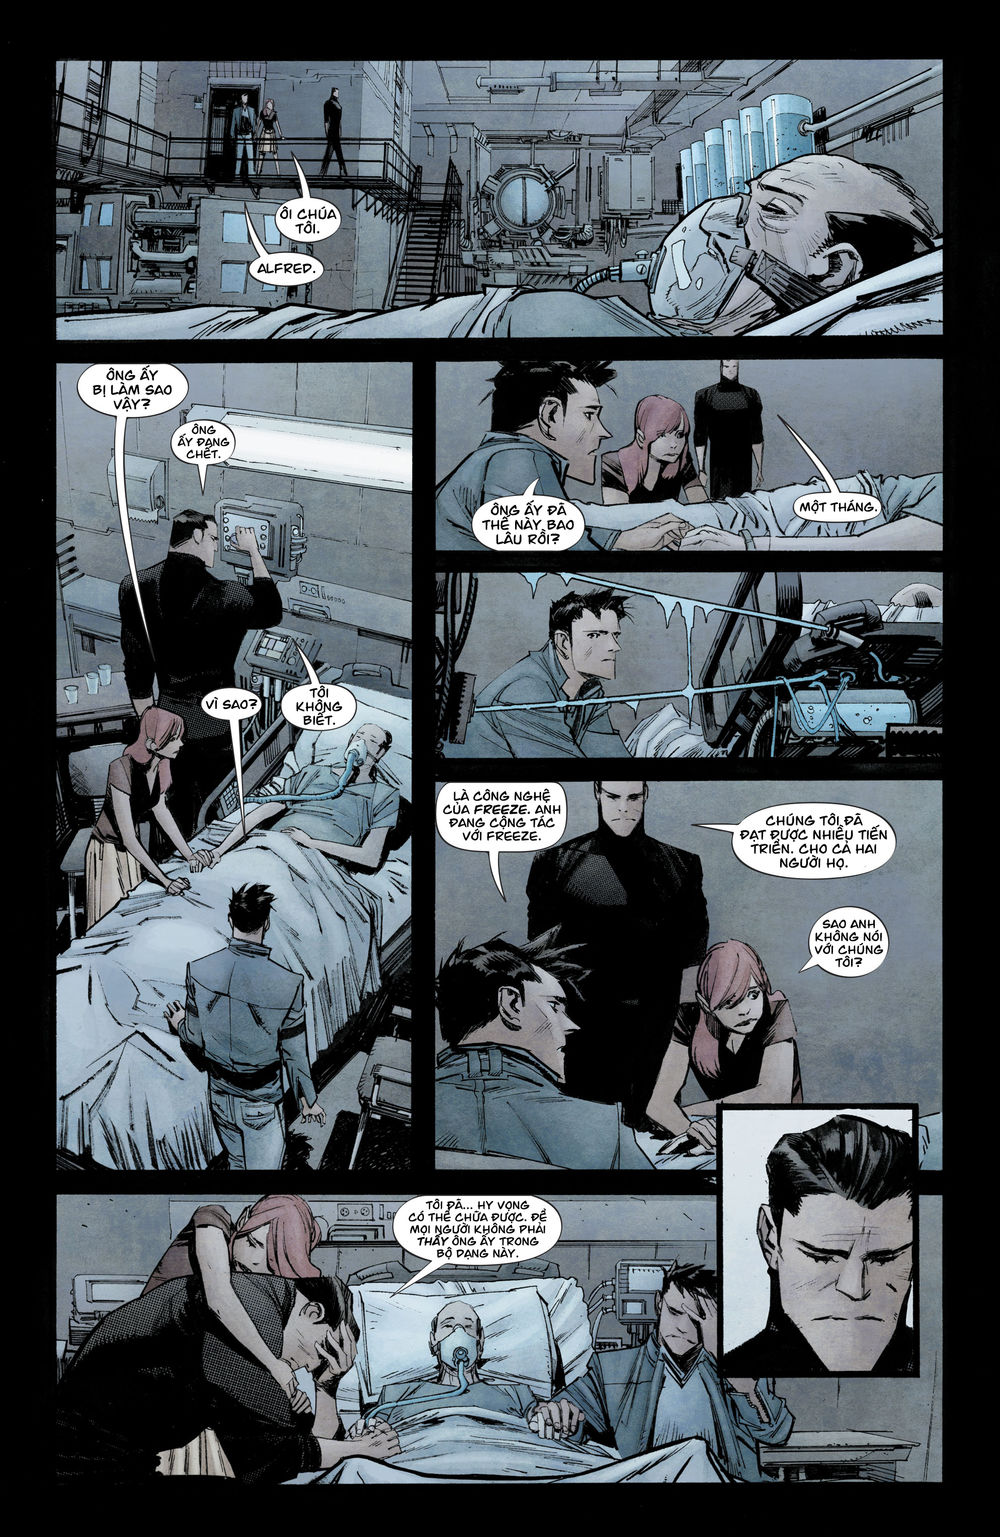 ÔI CHÚA
TÔI.
ALFRED.
ÔNG ẤY
BỊ LÀM SAO
VẬY?
ÔNG
ẤY ĐANG
CHẾT.
VÌ SAO?
TÔI
KHÔNG
BIẾT.
ÔNG ẤY ĐÃ
THẾ NÀY BAO
LÂU RỒI?
MỘT THÁNG.
LÀ CÔNG NGHỆ
CỦA FREEZE. ANH
ĐANG CỘNG TÁC
VỚI FREEZE.
CHÚNG TÔI ĐÃ
ĐẠT ĐƯỢC NHIỀU TIẾN
TRIỂN. CHO CẢ HAI
NGƯỜI HỌ.
SAO ANH
KHÔNG NÓI
VỚI CHÚNG
TÔI?
TÔI ĐÃ... HY VỌNG
CÓ THỂ CHỮA ĐƯỢC. ĐỂ
MỌI NGƯỜI KHÔNG PHẢI
THẤY ÔNG ẤY TRONG
BỘ DẠNG NÀY.